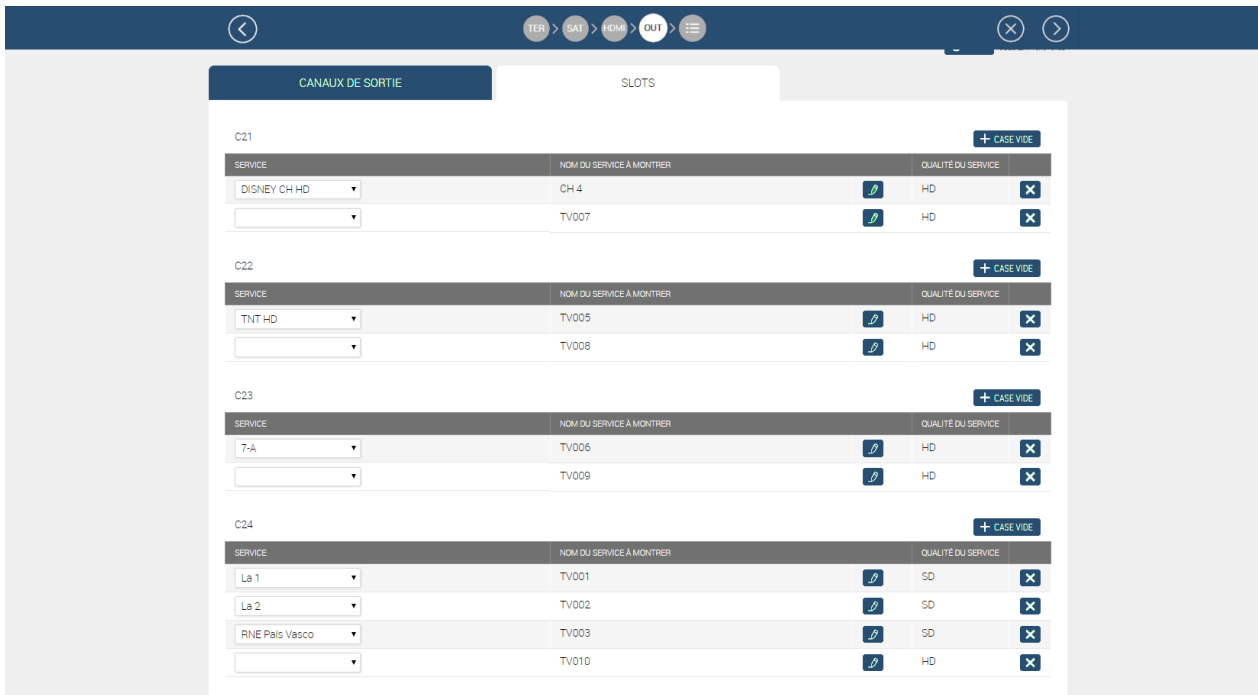 TER > SAT > HDMI > OUT >
CANAUX DE SORTIE SLOTS
C21 + CASE VIDE
SERVICE NOM DU SERVICE À MONTRER QUALITÉ DU SERVICE
DISNEY CH HD CH 4 HD
TV007 HD
C22 + CASE VIDE
SERVICE NOM DU SERVICE À MONTRER QUALITÉ DU SERVICE
TNT HD TV005 HD
TV008 HD
C23 + CASE VIDE
SERVICE NOM DU SERVICE À MONTRER QUALITÉ DU SERVICE
7-A TV006 HD
TV009 HD
C24 + CASE VIDE
SERVICE NOM DU SERVICE À MONTRER QUALITÉ DU SERVICE
La 1 TV001 SD
La 2 TV002 SD
RNE País Vasco TV003 SD
TV010 HD